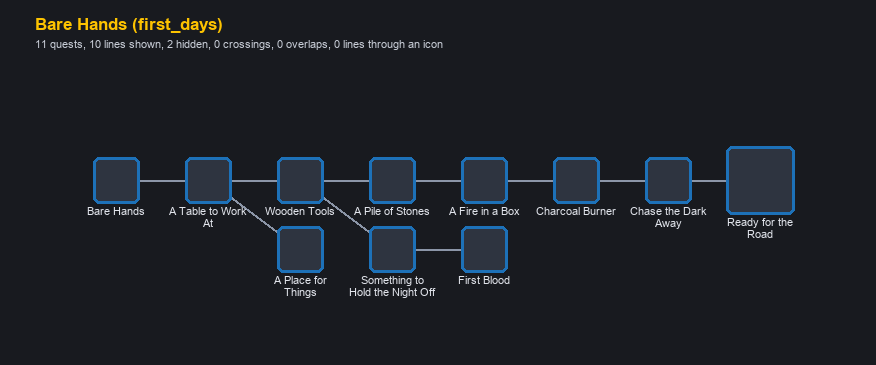 Bare Hands (first_days)
11 quests, 10 lines shown, 2 hidden, 0 crossings, 0 overlaps, 0 lines through an icon
Bare Hands
A Table to Work
At
Wooden Tools
A Pile of Stones
A Fire in a Box
Charcoal Burner
Chase the Dark
Away
Ready for the
Road
A Place for
Things
Something to
Hold the Night Off
First Blood